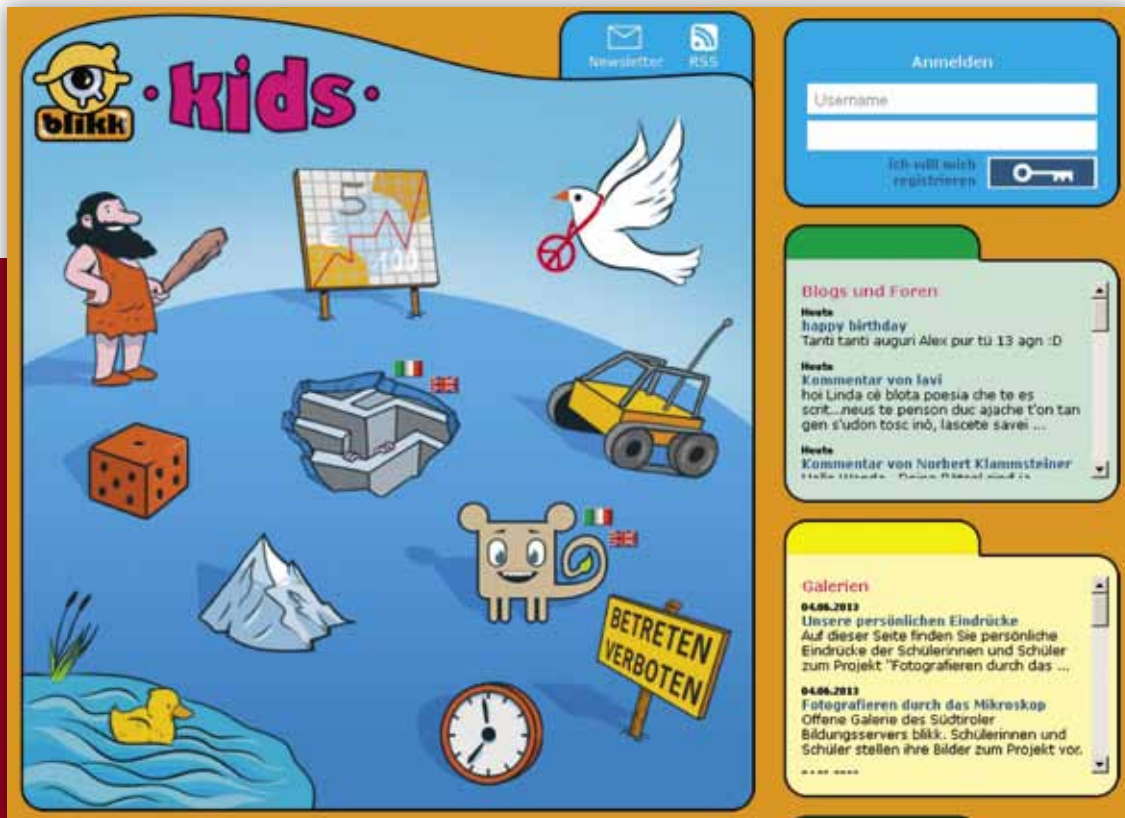 blikk
·kids·
Newsletter RSS
5
€
100
BETRETEN
VERBOTEN
Anmelden
Username
ich will mich
registrieren
Blogs und Foren
Heute
happy birthday
Tanti tanti auguri Alex pur tü 13 agn :D
Heute
Kommentar von lavi
hoi Linda cë blota poesia che te es
scrit...neus te penson duc ajache t'on tan
gen s'udon tosc inò, lascete savei ...
Heute
Kommentar von Norbert Klammsteiner
Galerien
04.06.2013
Unsere persönlichen Eindrücke
Auf dieser Seite finden Sie persönliche
Eindrücke der Schülerinnen und Schüler
zum Projekt "Fotografieren durch das ...
04.06.2013
Fotografieren durch das Mikroskop
Offene Galerie des Südtiroler
Bildungsservers blikk. Schülerinnen und
Schüler stellen ihre Bilder zum Projekt vor.